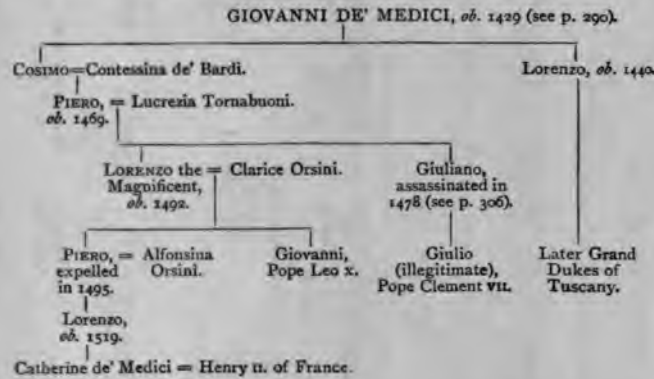 GIOVANNI DE' MEDICI, ob. 1429 (see p. 290).
COSIMO=Contessina de' Bardi.
Lorenzo, ob. 1440.
PIERO, = Lucrezia Tornabuoni.
ob. 1469.
LORENZO the = Clarice Orsini.
Magnificent,
ob. 1492.
Giuliano,
assassinated in
1478 (see p. 306).
PIERO, = Alfonsina
expelled Orsini.
in 1495.
Giovanni,
Pope Leo X.
Giulio
(illegitimate),
Pope Clement VII.
Later Grand
Dukes of
Tuscany.
Lorenzo,
ob. 1519.
Catherine de' Medici = Henry II. of France.